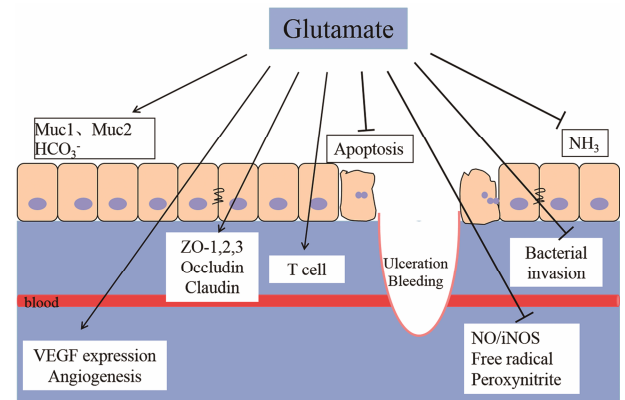 Glutamate
Muc1、Muc2
HCO₃⁻
Apoptosis
NH₃
ZO-1,2,3
Occludin
Claudin
T cell
Ulceration
Bleeding
Bacterial
invasion
blood
VEGF expression
Angiogenesis
NO/iNOS
Free radical
Peroxynitrite